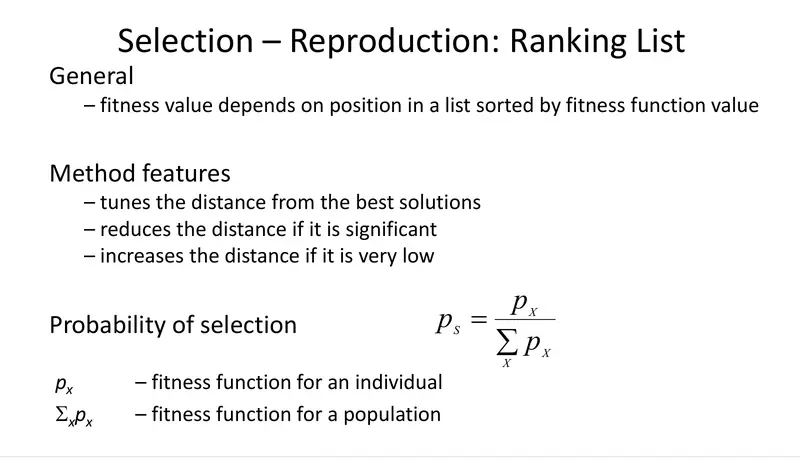 Selection – Reproduction: Ranking List
General
– fitness value depends on position in a list sorted by fitness function value
Method features
– tunes the distance from the best solutions
– reduces the distance if it is significant
– increases the distance if it is very low
Probability of selection p_S = p_X / Σ_X p_X
p_x – fitness function for an individual
Σ_x p_x – fitness function for a population